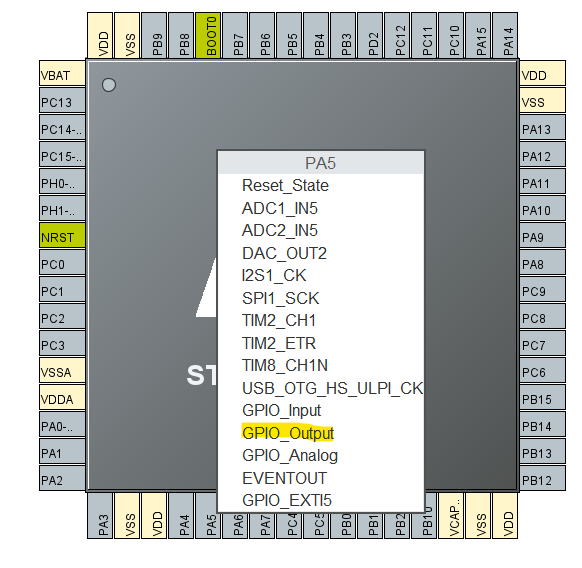 VDD
VSS
PB9
PB8
BOOT0
PB7
PB6
PB5
PB4
PB3
PD2
PC12
PC11
PC10
PA15
PA14
VBAT
PC13
PC14-..
PC15-..
PH0-..
PH1-..
NRST
PC0
PC1
PC2
PC3
VSSA
VDDA
PA0-..
PA1
PA2
PA5
Reset_State
ADC1_IN5
ADC2_IN5
DAC_OUT2
I2S1_CK
SPI1_SCK
TIM2_CH1
TIM2_ETR
TIM8_CH1N
USB_OTG_HS_ULPI_CK
GPIO_Input
GPIO_Output
GPIO_Analog
EVENTOUT
GPIO_EXTI5
ST
VDD
VSS
PA13
PA12
PA11
PA10
PA9
PA8
PC9
PC8
PC7
PC6
PB15
PB14
PB13
PB12
PA3
VSS
VDD
PA4
PA5
PA6
PA7
PC4
PC5
PB0
PB1
PB2
PB10
VCAP..
VSS
VDD